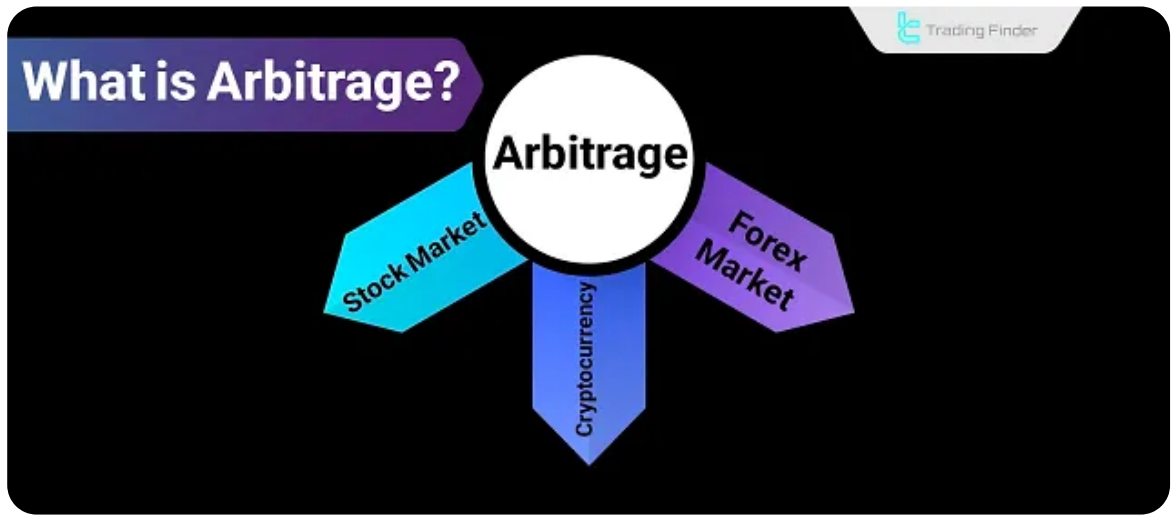 What is Arbitrage?
Trading Finder
Arbitrage
Stock Market
Cryptocurrency
Forex
Market